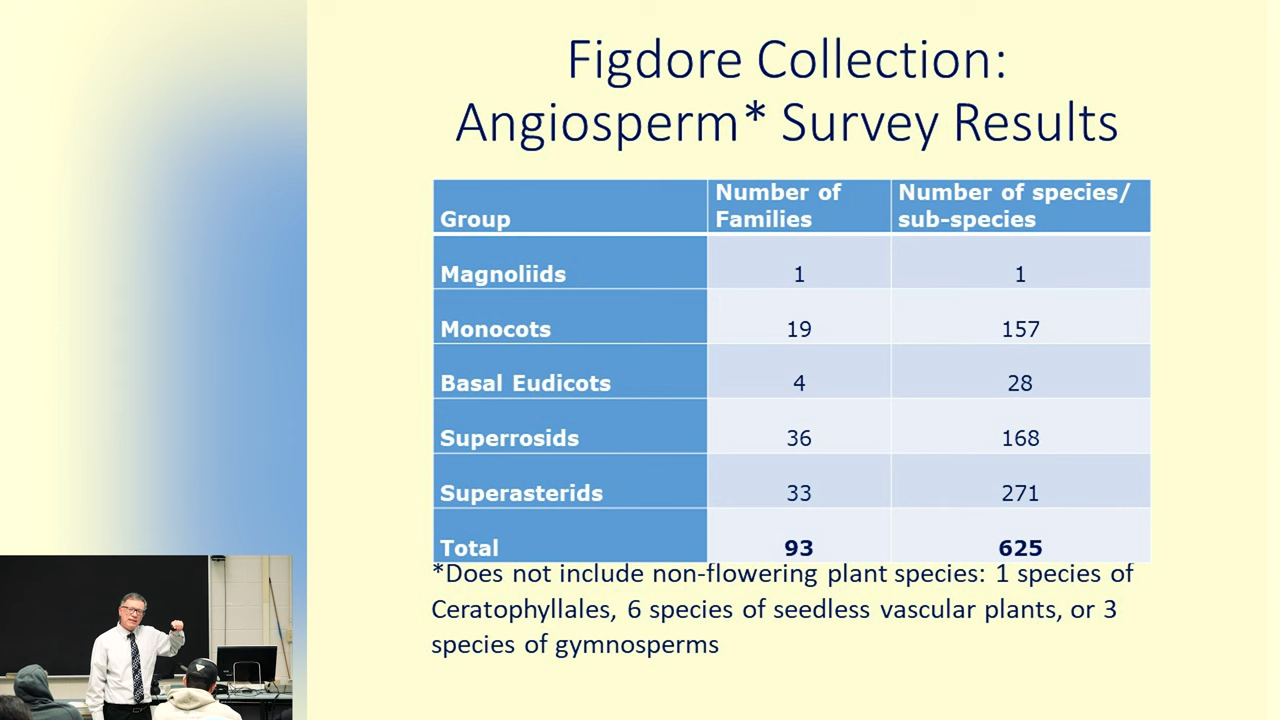 Figdore Collection:
Angiosperm* Survey Results
Group Number of Families Number of species/ sub-species
Magnoliids 1 1
Monocots 19 157
Basal Eudicots 4 28
Superrosids 36 168
Superasterids 33 271
Total 93 625
*Does not include non-flowering plant species: 1 species of
Ceratophyllales, 6 species of seedless vascular plants, or 3
species of gymnosperms